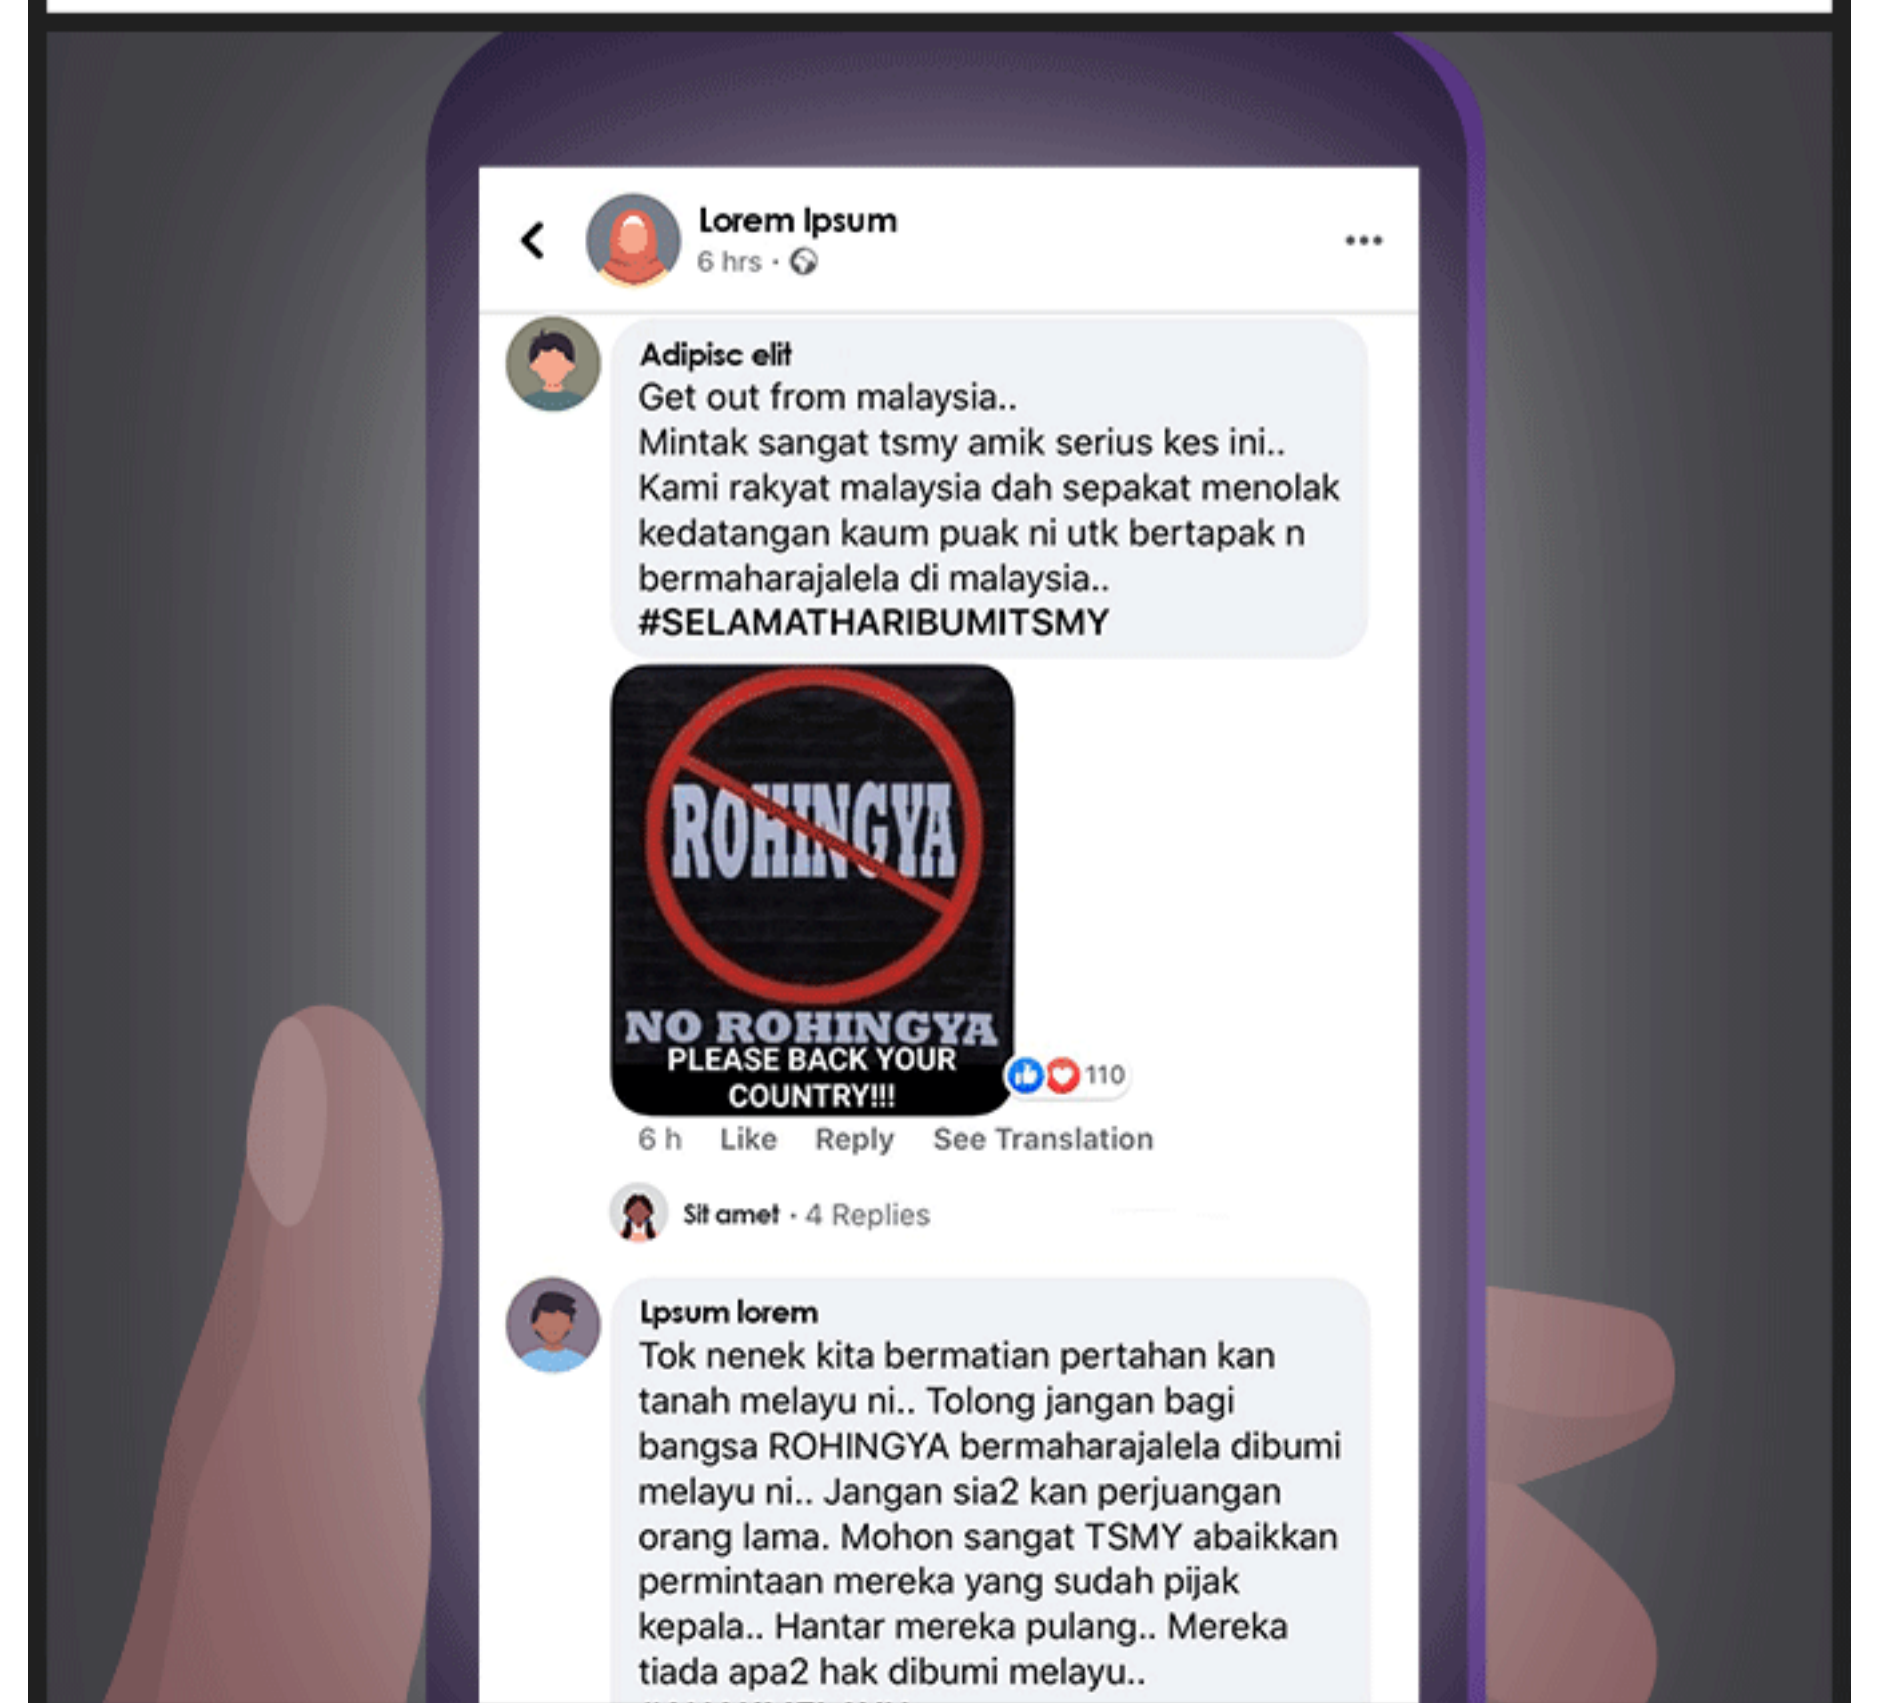 Lorem Ipsum
6 hrs ·
Adipisc elit
Get out from malaysia..
Mintak sangat tsmy amik serius kes ini..
Kami rakyat malaysia dah sepakat menolak
kedatangan kaum puak ni utk bertapak n
bermaharajalela di malaysia..
#SELAMATHARIBUMITSMY
ROHINGYA
NO ROHINGYA
PLEASE BACK YOUR
COUNTRY!!!
110
6 h Like Reply See Translation
Sit amet · 4 Replies
Lpsum lorem
Tok nenek kita bermatian pertahan kan
tanah melayu ni.. Tolong jangan bagi
bangsa ROHINGYA bermaharajalela dibumi
melayu ni.. Jangan sia2 kan perjuangan
orang lama. Mohon sangat TSMY abaikkan
permintaan mereka yang sudah pijak
kepala.. Hantar mereka pulang.. Mereka
tiada apa2 hak dibumi melayu..